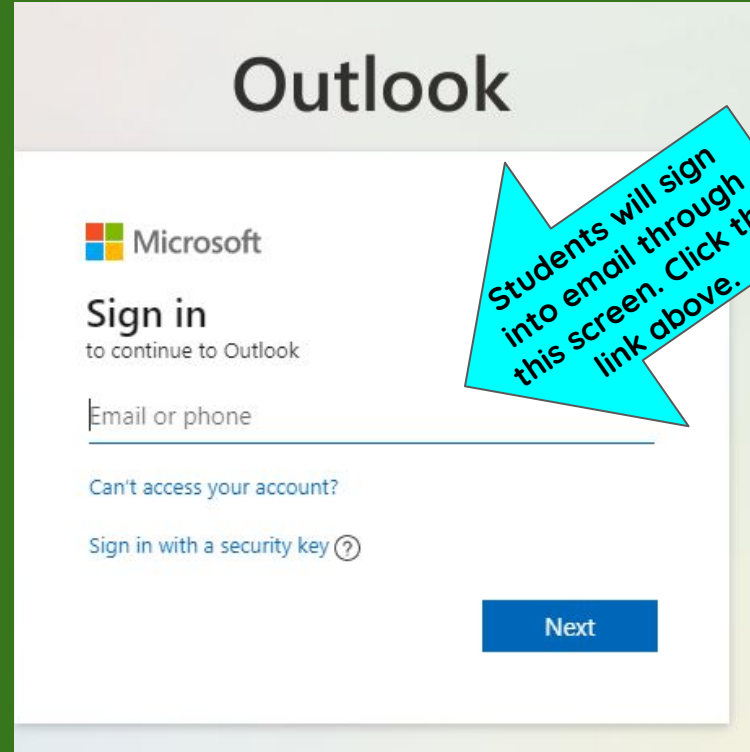 Outlook
Microsoft
Sign in
to continue to Outlook
Email or phone
Can't access your account?
Sign in with a security key
Next
Students will sign
into email through
this screen. Click
link above.